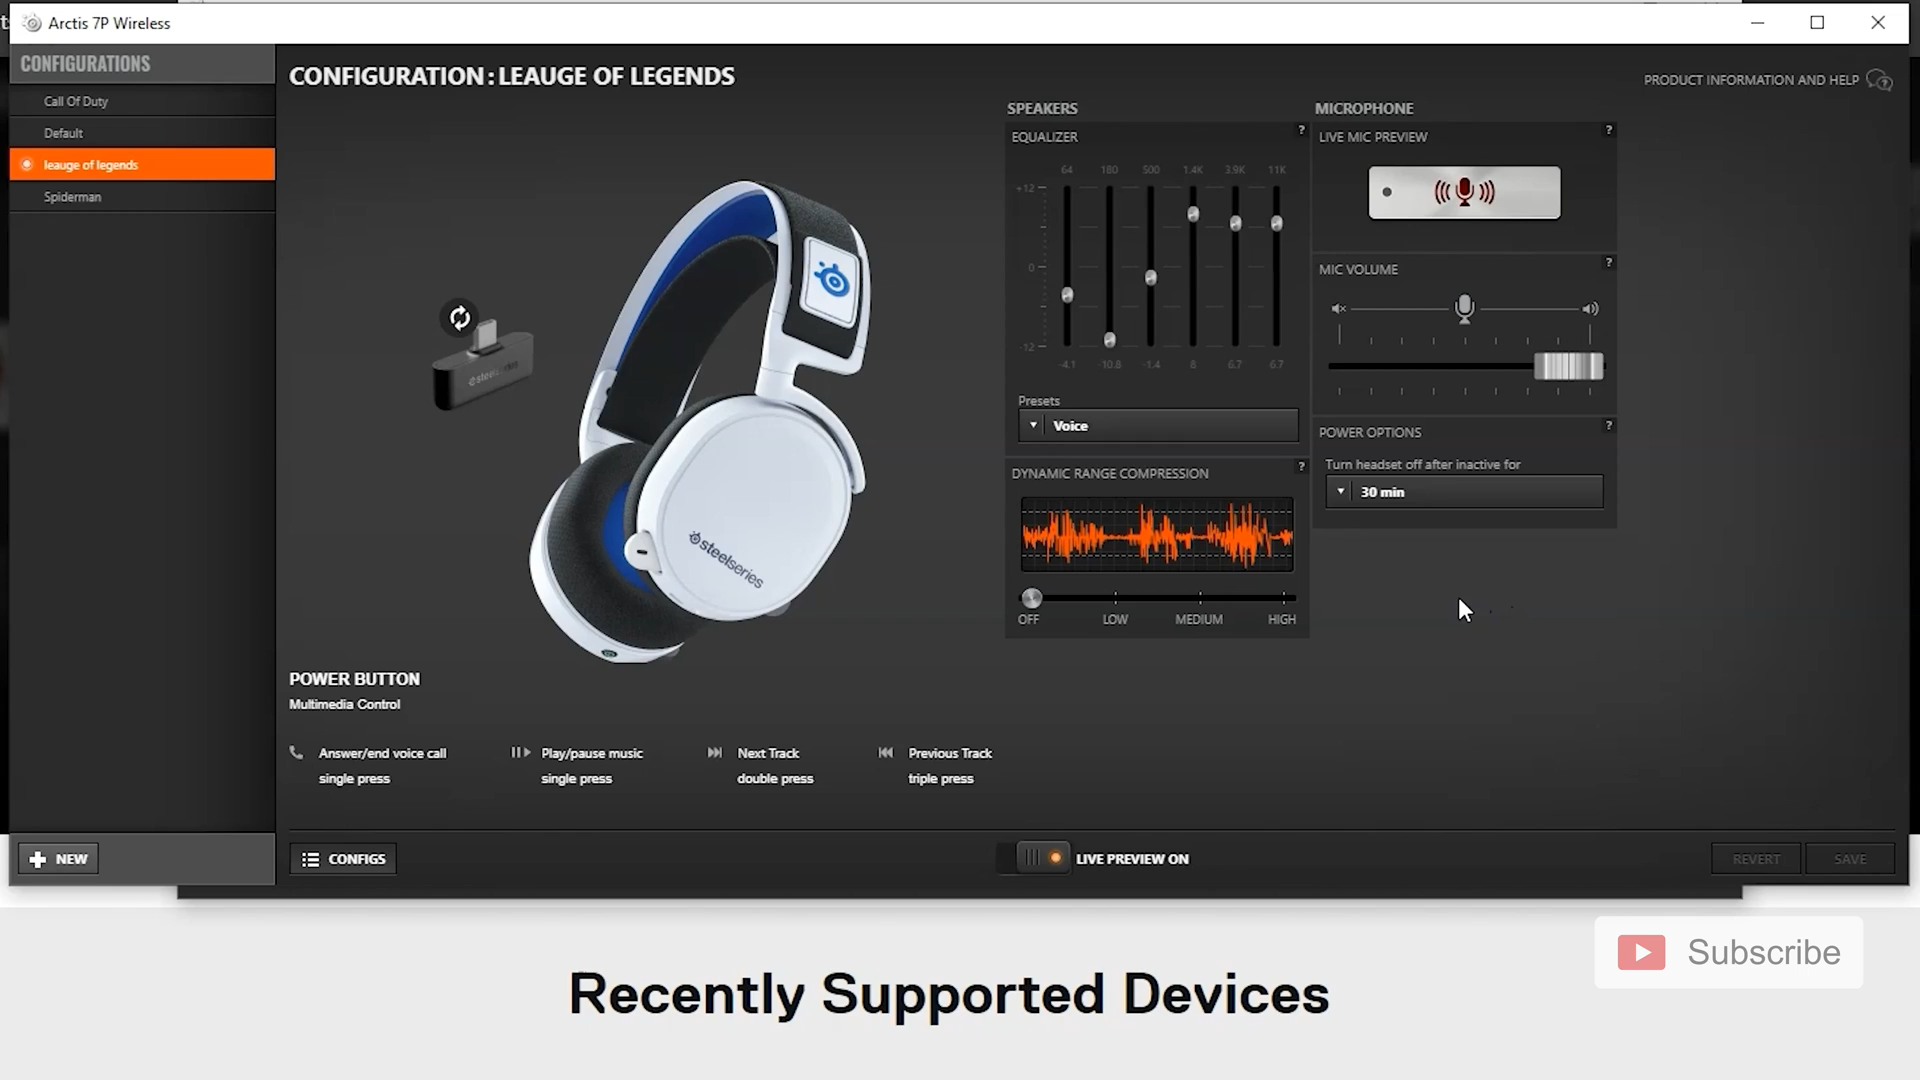 Arctis 7P Wireless
CONFIGURATIONS
Call Of Duty
Default
leauge of legends
Spiderman
NEW
CONFIGURATION: LEAUGE OF LEGENDS
PRODUCT INFORMATION AND HELP
steelseries
steelseries
POWER BUTTON
Multimedia Control
Answer/end voice call
single press
Play/pause music
single press
Next Track
double press
Previous Track
triple press
SPEAKERS
EQUALIZER ?
64 180 500 1.4K 3.9K 11K
+12
0
12
-4.1 -10.8 -1.4 8 6.7 6.7
Presets
Voice
DYNAMIC RANGE COMPRESSION ?
OFF LOW MEDIUM HIGH
MICROPHONE
LIVE MIC PREVIEW ?
MIC VOLUME ?
POWER OPTIONS ?
Turn headset off after inactive for
30 min
CONFIGS
LIVE PREVIEW ON
REVERT
SAVE
Subscribe
Recently Supported Devices